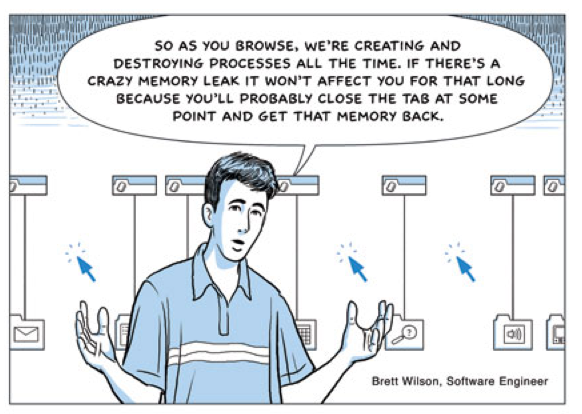 SO AS YOU BROWSE, WE'RE CREATING AND
DESTROYING PROCESSES ALL THE TIME. IF THERE'S A
CRAZY MEMORY LEAK IT WON'T AFFECT YOU FOR THAT LONG
BECAUSE YOU'LL PROBABLY CLOSE THE TAB AT SOME
POINT AND GET THAT MEMORY BACK.
?
Brett Wilson, Software Engineer